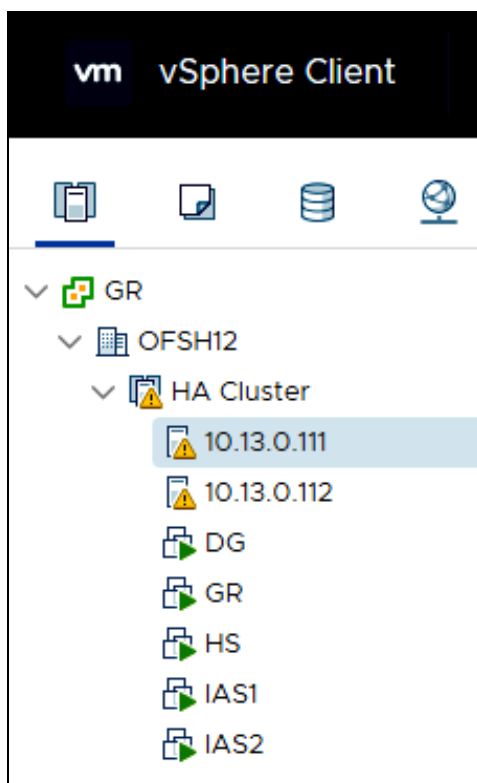 vm vSphere Client
GR
OFSH12
HA Cluster
10.13.0.111
10.13.0.112
DG
GR
HS
IAS1
IAS2